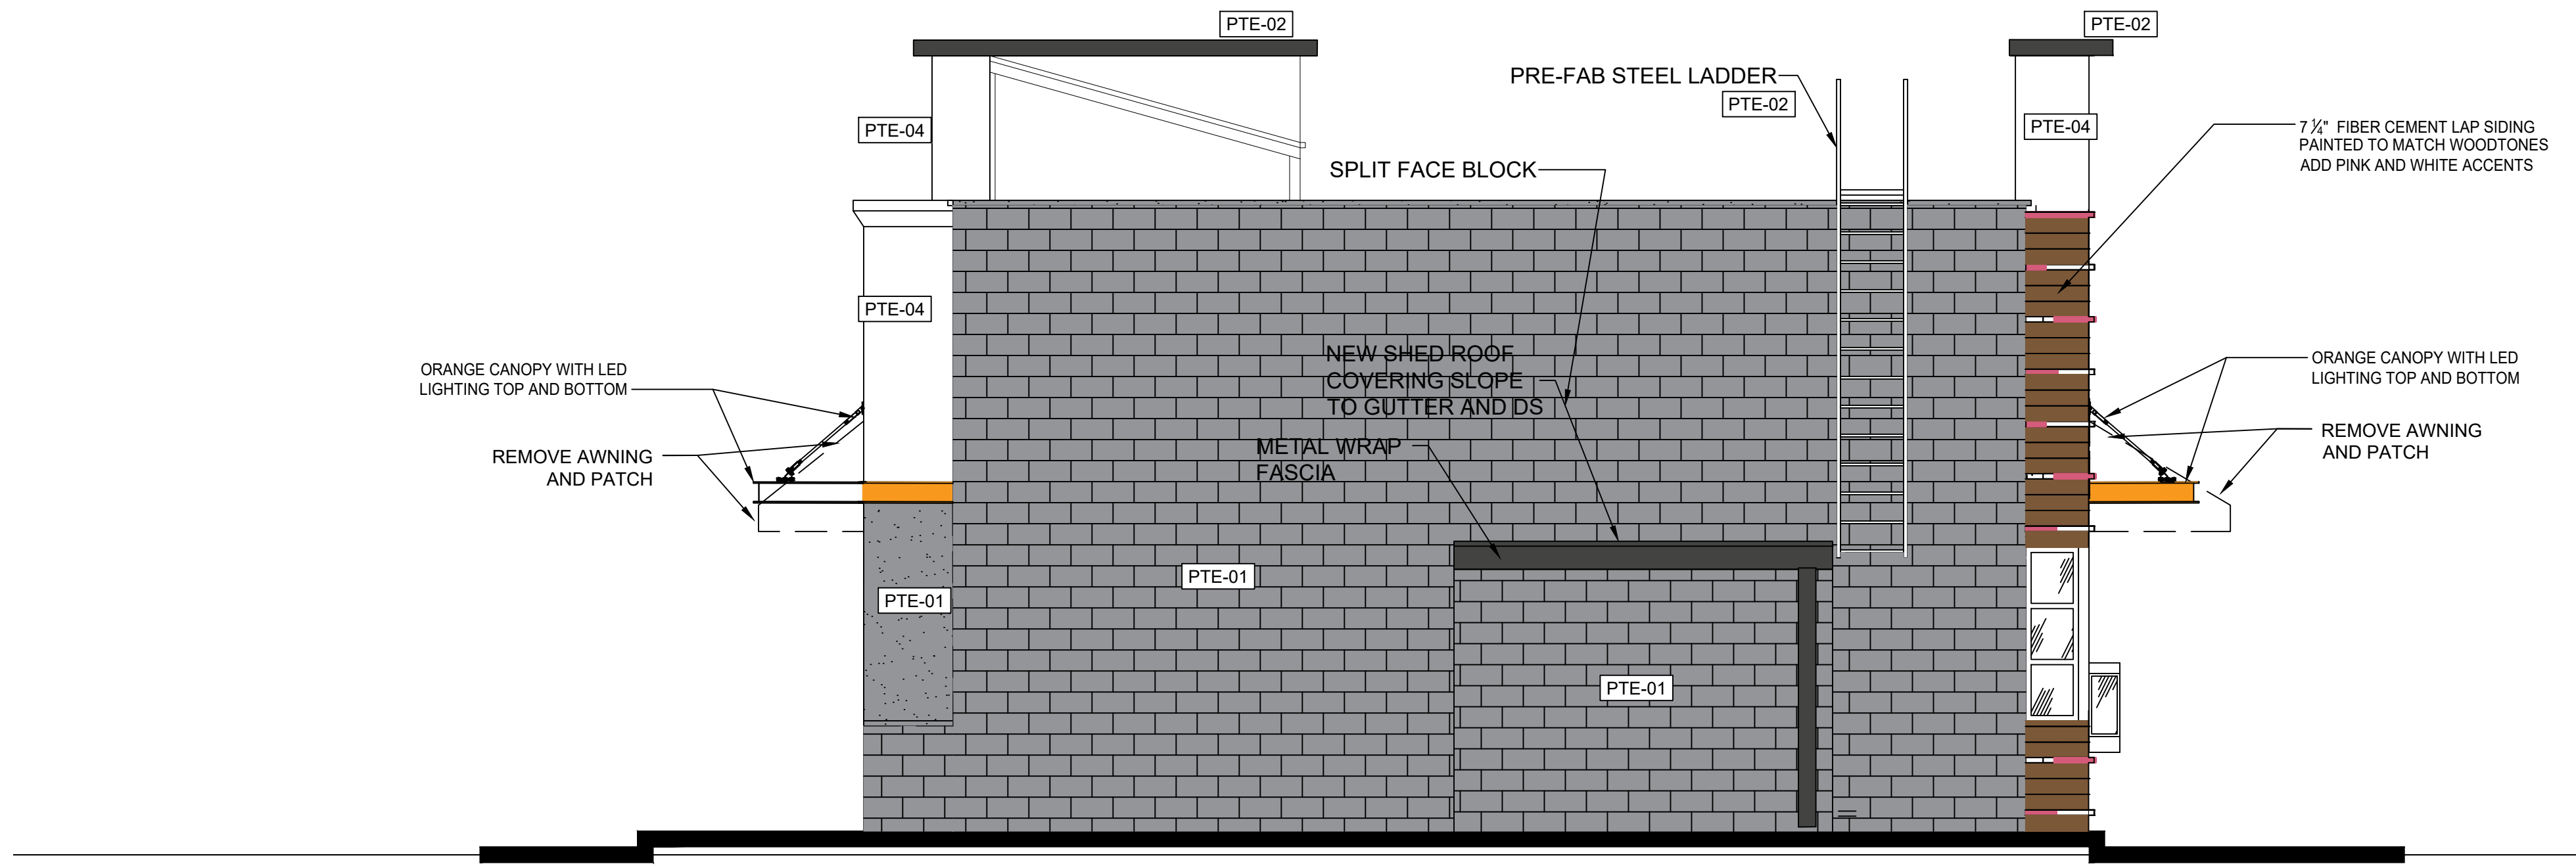 PTE-02
PTE-02
PRE-FAB STEEL LADDER
PTE-02
PTE-04
PTE-04
7 ¼" FIBER CEMENT LAP SIDING
PAINTED TO MATCH WOODTONES
ADD PINK AND WHITE ACCENTS
SPLIT FACE BLOCK
PTE-04
ORANGE CANOPY WITH LED
LIGHTING TOP AND BOTTOM
NEW SHED ROOF
COVERING SLOPE
TO GUTTER AND DS
ORANGE CANOPY WITH LED
LIGHTING TOP AND BOTTOM
REMOVE AWNING
AND PATCH
METAL WRAP
FASCIA
REMOVE AWNING
AND PATCH
PTE-01
PTE-01
PTE-01